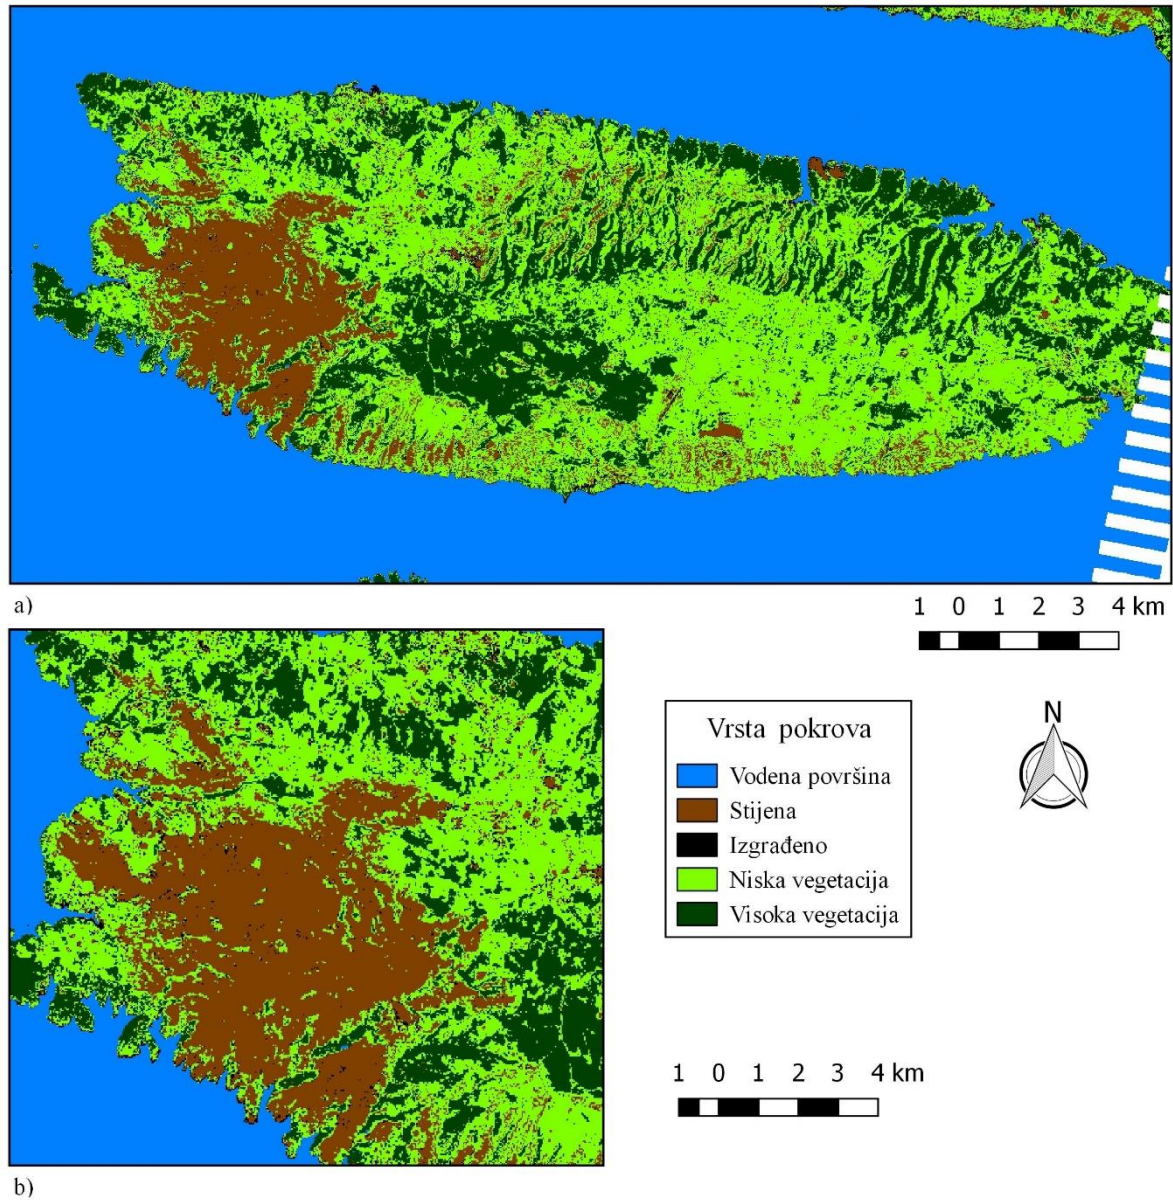 a)
1 0 1 2 3 4 km
Vrsta pokrova
Vodena površina
Stijena
Izgrađeno
Niska vegetacija
Visoka vegetacija
N
1 0 1 2 3 4 km
b)